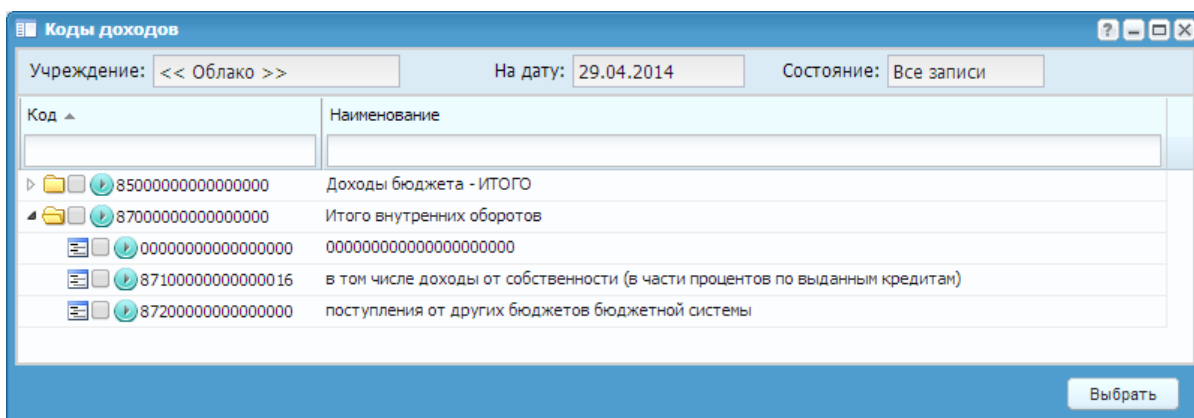 Коды доходов
Учреждение: << Облако >> На дату: 29.04.2014 Состояние: Все записи
Код Наименование
85000000000000000 Доходы бюджета - ИТОГО
87000000000000000 Итого внутренних оборотов
00000000000000000 00000000000000000000
87100000000000016 в том числе доходы от собственности (в части процентов по выданным кредитам)
87200000000000000 поступления от других бюджетов бюджетной системы
Выбрать